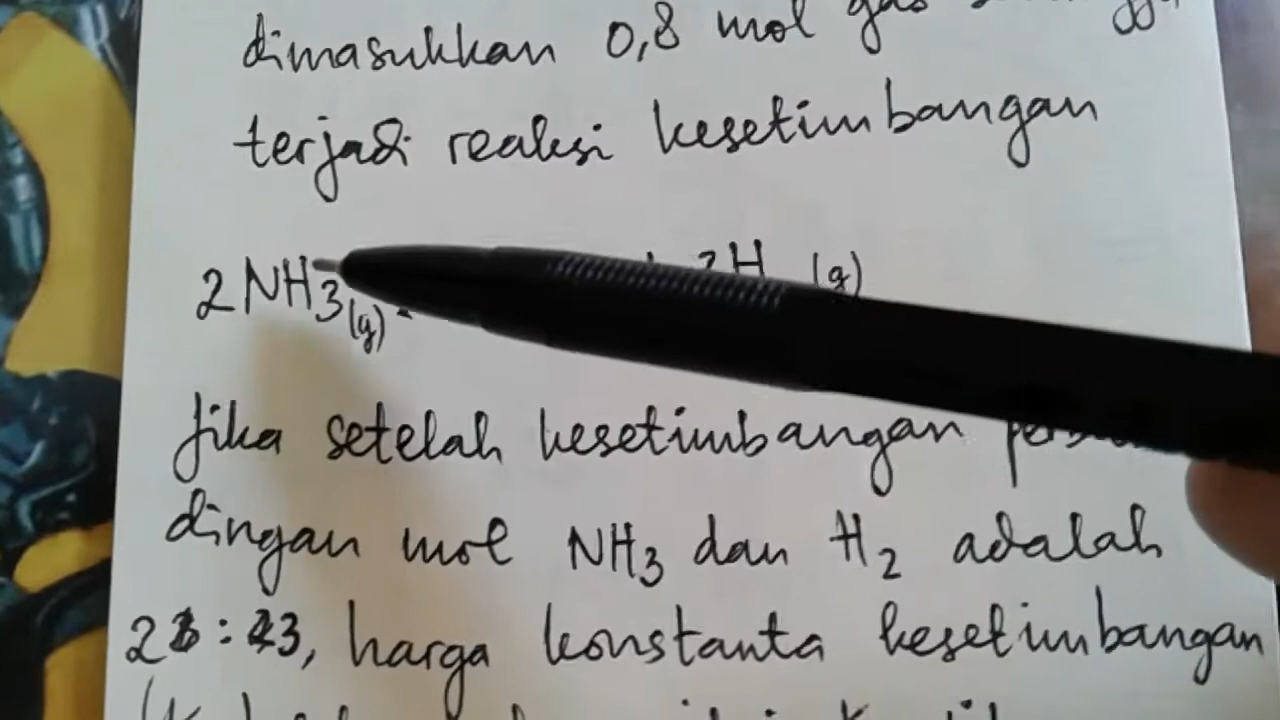 dimasukkan 0,8 mol gas
terjadi reaksi kesetimbangan
2NH3(g) 3H (g)
Jika setelah kesetimbangan
dingan mol NH3 dan H2 adalah
2 : 3, harga konstanta kesetimbangan